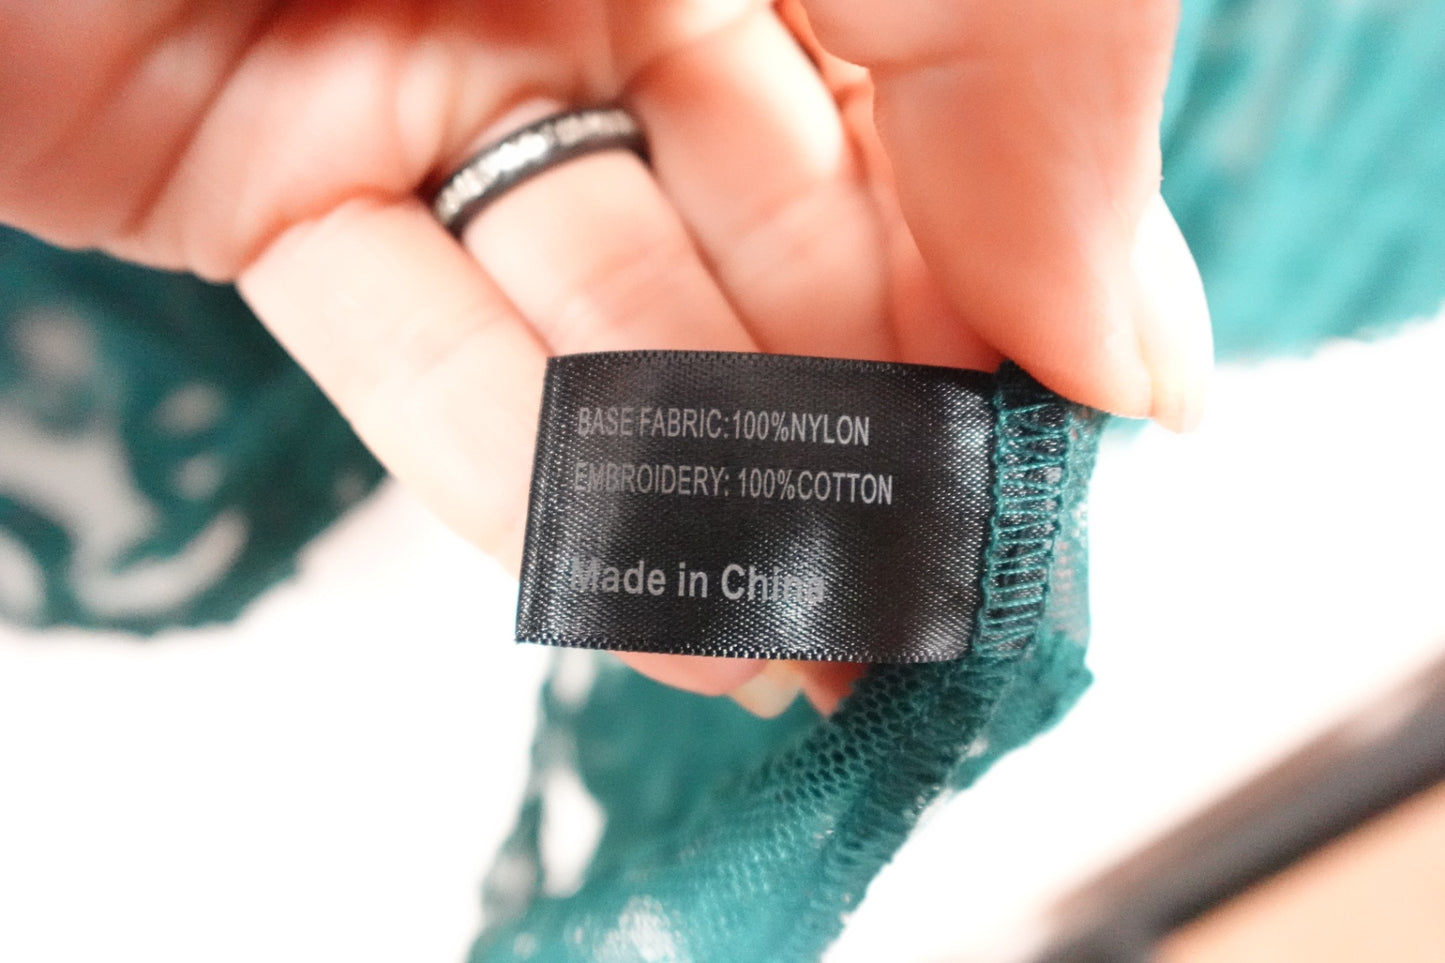 BASE FABRIC:100%NYLON
EMBROIDERY: 100%COTTON
Made in China